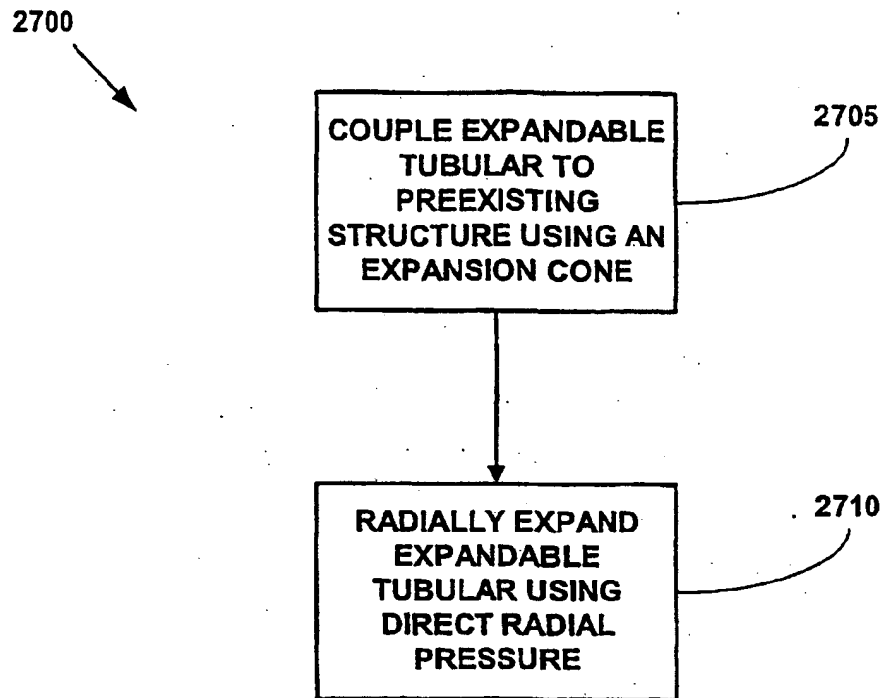 2700
COUPLE EXPANDABLE
TUBULAR TO
PREEXISTING
STRUCTURE USING AN
EXPANSION CONE
2705
RADIALLY EXPAND
EXPANDABLE
TUBULAR USING
DIRECT RADIAL
PRESSURE
2710